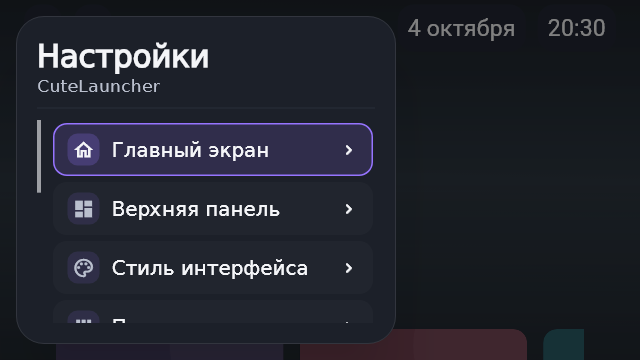 4 октября 20:30
Настройки
CuteLauncher
Главный экран
Верхняя панель
Стиль интерфейса